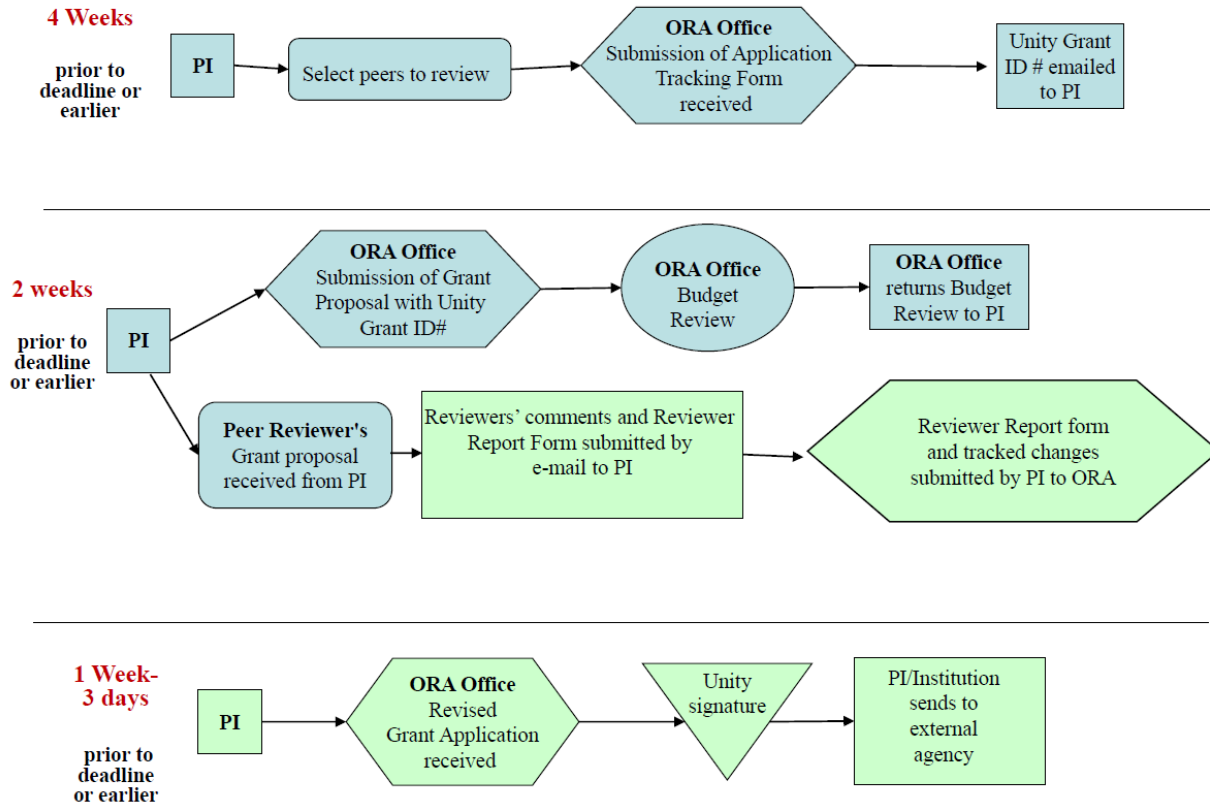 4 Weeks
prior to
deadline or
earlier
PI
Select peers to review
ORA Office
Submission of Application
Tracking Form
received
Unity Grant
ID # emailed
to PI
2 weeks
prior to
deadline
or earlier
PI
ORA Office
Submission of Grant
Proposal with Unity
Grant ID#
ORA Office
Budget
Review
ORA Office
returns Budget
Review to PI
Peer Reviewer's
Grant proposal
received from PI
Reviewers’ comments and Reviewer
Report Form submitted by
e-mail to PI
Reviewer Report form
and tracked changes
submitted by PI to ORA
1 Week-
3 days
prior to
deadline
or earlier
PI
ORA Office
Revised
Grant Application
received
Unity
signature
PI/Institution
sends to
external
agency